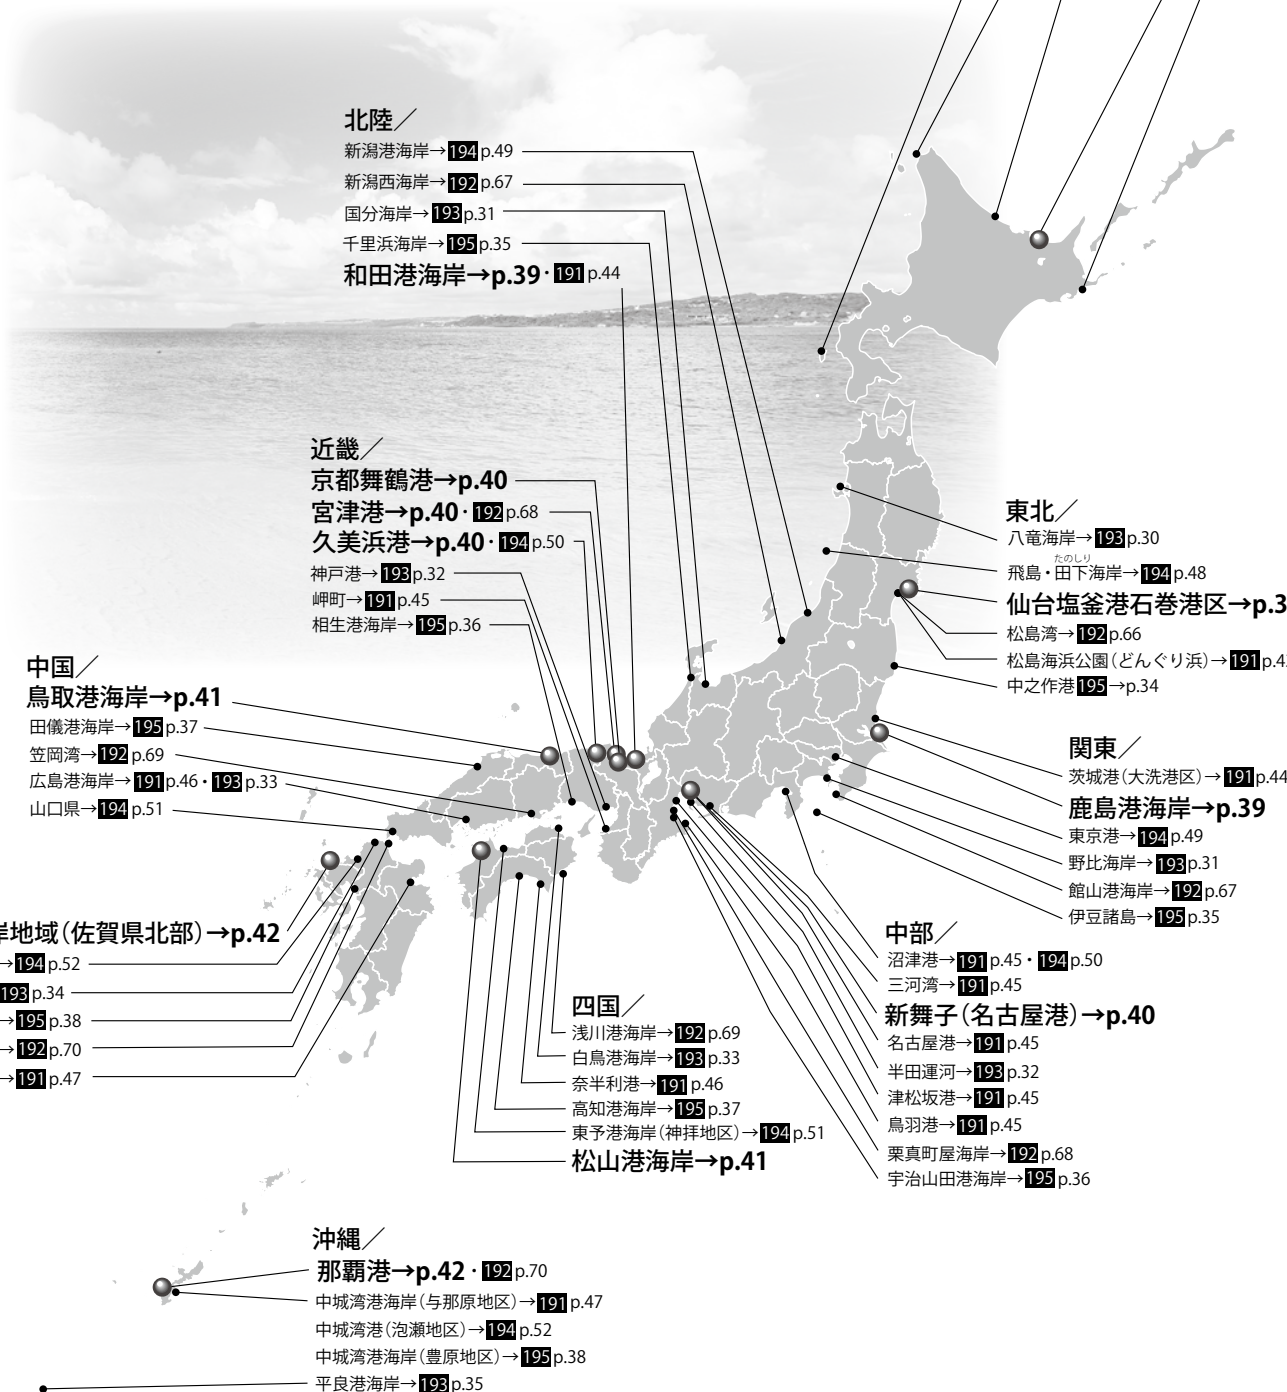 北陸／
新潟港海岸→194 p.49
新潟西海岸→192 p.67
国分海岸→193 p.31
千里浜海岸→195 p.35
和田港海岸→p.39・191 p.44
近畿／
京都舞鶴港→p.40
宮津港→p.40・192 p.68
久美浜港→p.40・194 p.50
神戸港→193 p.32
岬町→191 p.45
相生港海岸→195 p.36
中国／
鳥取港海岸→p.41
田儀港海岸→195 p.37
笠岡湾→192 p.69
広島港海岸→191 p.46・193 p.33
山口県→194 p.51
岸地域（佐賀県北部）→p.42
→194 p.52
193 p.34
→195 p.38
→192 p.70
→191 p.47
東北／
八竜海岸→193 p.30
たのしり
飛島・田下海岸→194 p.48
仙台塩釜港石巻港区→p.3
松島湾→192 p.66
松島海浜公園（どんぐり浜）→191 p.4
中之作港195→p.34
関東／
茨城港（大洗港区）→191 p.44
鹿島港海岸→p.39
東京港→194 p.49
野比海岸→193 p.31
館山港海岸→192 p.67
伊豆諸島→195 p.35
中部／
沼津港→191 p.45・194 p.50
三河湾→191 p.45
新舞子（名古屋港）→p.40
名古屋港→191 p.45
半田運河→193 p.32
津松坂港→191 p.45
鳥羽港→191 p.45
栗真町屋海岸→192 p.68
宇治山田港海岸→195 p.36
四国／
浅川港海岸→192 p.69
白鳥港海岸→193 p.33
奈半利港→191 p.46
高知港海岸→195 p.37
東予港海岸（神拝地区）→194 p.51
松山港海岸→p.41
沖縄／
那覇港→p.42・192 p.70
中城湾港海岸（与那原地区）→191 p.47
中城湾港（泡瀬地区）→194 p.52
中城湾港海岸（豊原地区）→195 p.38
平良港海岸→193 p.35